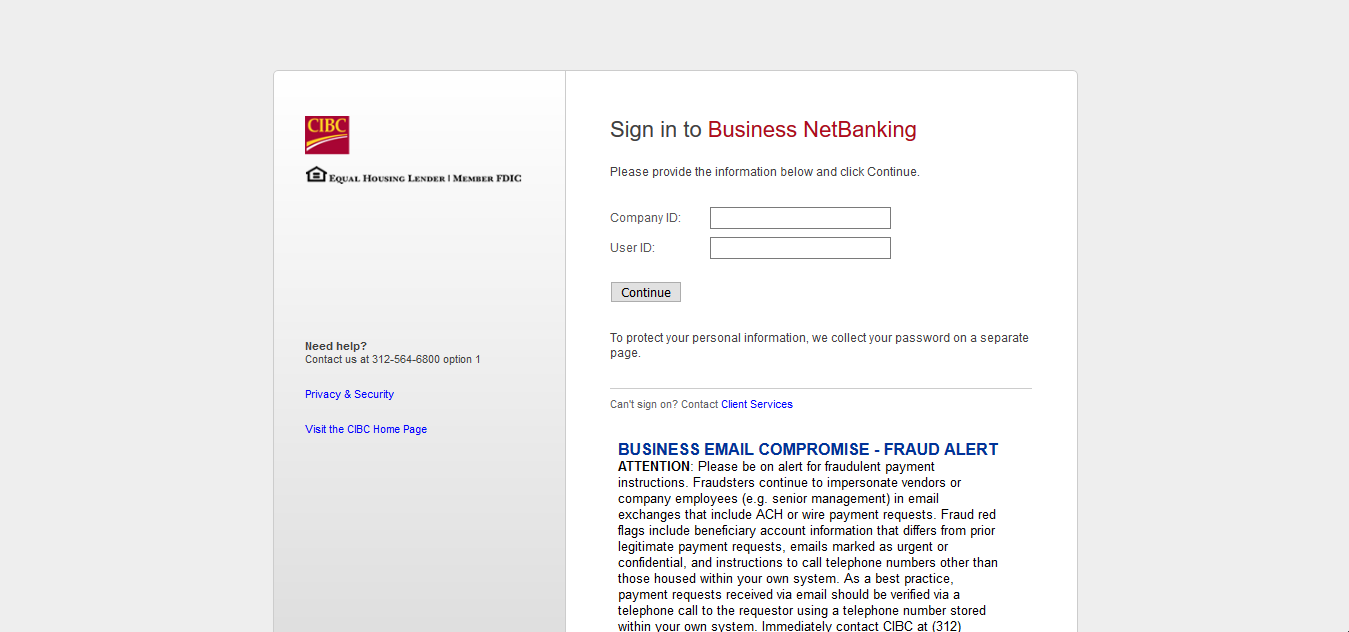 CIBC
EQUAL HOUSING LENDER | MEMBER FDIC
Need help?
Contact us at 312-564-6800 option 1
Privacy & Security
Visit the CIBC Home Page
Sign in to Business NetBanking
Please provide the information below and click Continue.
Company ID:
User ID:
Continue
To protect your personal information, we collect your password on a separate
page.
Can't sign on? Contact Client Services
BUSINESS EMAIL COMPROMISE - FRAUD ALERT
ATTENTION: Please be on alert for fraudulent payment
instructions. Fraudsters continue to impersonate vendors or
company employees (e.g. senior management) in email
exchanges that include ACH or wire payment requests. Fraud red
flags include beneficiary account information that differs from prior
legitimate payment requests, emails marked as urgent or
confidential, and instructions to call telephone numbers other than
those housed within your own system. As a best practice,
payment requests received via email should be verified via a
telephone call to the requestor using a telephone number stored
within your own system. Immediately contact CIBC at (312)